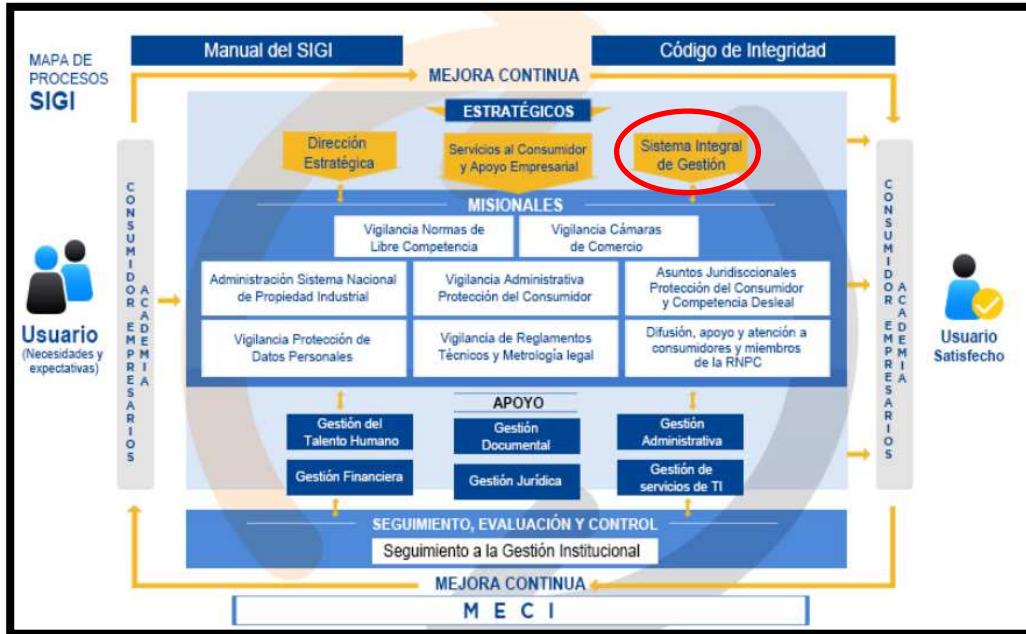 MAPA DE
PROCESOS
SIGI
Manual del SIGI
Código de Integridad
MEJORA CONTINUA
ESTRATÉGICOS
Dirección
Estratégica
Servicios al Consumidor
y Apoyo Empresarial
Sistema Integral
de Gestión
MISIONALES
Vigilancia Normas de
Libre Competencia
Vigilancia Cámaras
de Comercio
Administración Sistema Nacional
de Propiedad Industrial
Vigilancia Administrativa
Protección del Consumidor
Asuntos Jurisdiccionales
Protección del Consumidor
y Competencia Desleal
Vigilancia Protección de
Datos Personales
Vigilancia de Reglamentos
Técnicos y Metrología legal
Difusión, apoyo y atención a
consumidores y miembros
de la RNPC
APOYO
Gestión del
Talento Humano
Gestión
Documental
Gestión
Administrativa
Gestión Financiera
Gestión Jurídica
Gestión de
servicios de TI
SEGUIMIENTO, EVALUACIÓN Y CONTROL
Seguimiento a la Gestión Institucional
MEJORA CONTINUA
MECI
Usuario
(Necesidades y
expectativas)
CONSUMIDOR EMPRESARIOS
ACADEMIA
CONSUMIDOR EMPRESARIOS
ACADEMIA
Usuario
Satisfecho